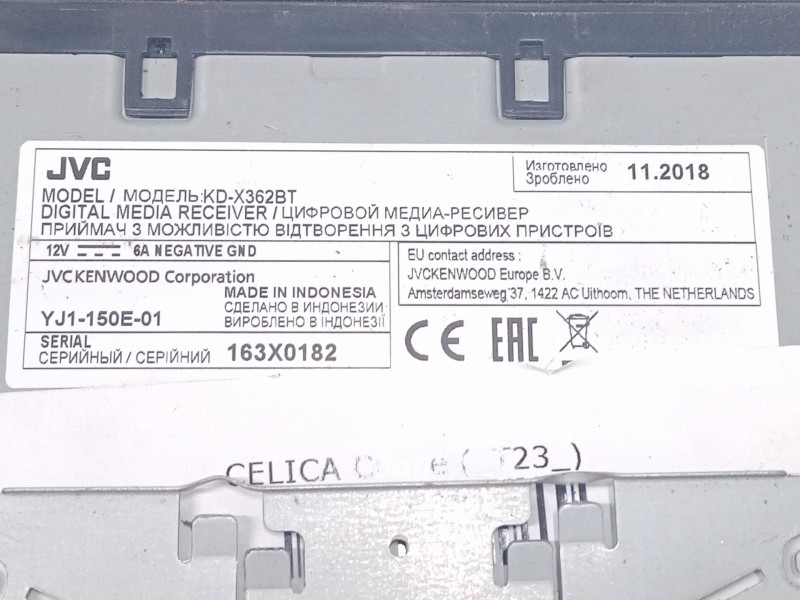 JVC
Изготовлено
Зроблено 11.2018
MODEL / МОДЕЛЬ:KD-X362BT
DIGITAL MEDIA RECEIVER / ЦИФРОВОЙ МЕДИА-РЕСИВЕР
ПРИЙМАЧ З МОЖЛИВІСТЮ ВІДТВОРЕННЯ З ЦИФРОВИХ ПРИСТРОЇВ
12V 6A NEGATIVE GND
JVCKENWOOD Corporation
MADE IN INDONESIA
СДЕЛАНО В ИНДОНЕЗИИ
YJ1-150E-01 ВИРОБЛЕНО В ІНДОНЕЗІЇ
SERIAL
СЕРИЙНЫЙ / СЕРІЙНИЙ 163X0182
EU contact address :
JVCKENWOOD Europe B.V.
Amsterdamseweg 37, 1422 AC Uithoorn, THE NETHERLANDS
CE EAC
CELICA T23_)